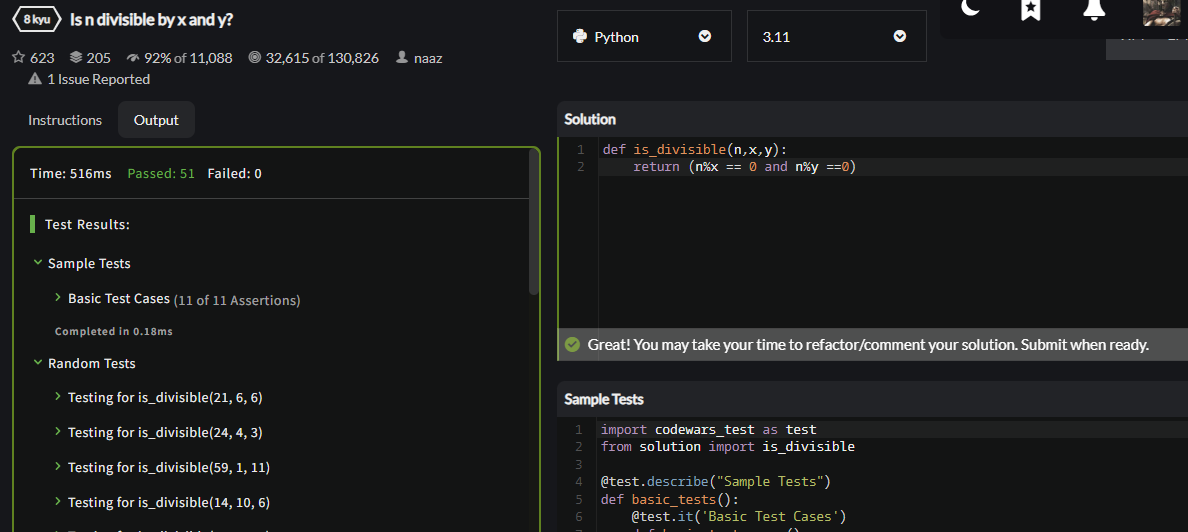 8 kyu Is n divisible by x and y?
623 205 92% of 11,088 32,615 of 130,826 naaz
1 Issue Reported
Instructions Output
Time: 516ms Passed: 51 Failed: 0
Test Results:
Sample Tests
Basic Test Cases (11 of 11 Assertions)
Completed in 0.18ms
Random Tests
Testing for is_divisible(21, 6, 6)
Testing for is_divisible(24, 4, 3)
Testing for is_divisible(59, 1, 11)
Testing for is_divisible(14, 10, 6)
Python 3.11
Solution
1 def is_divisible(n,x,y):
2 return (n%x == 0 and n%y ==0)
Great! You may take your time to refactor/comment your solution. Submit when ready.
Sample Tests
1 import codewars_test as test
2 from solution import is_divisible
3
4 @test.describe("Sample Tests")
5 def basic_tests():
6 @test.it('Basic Test Cases')